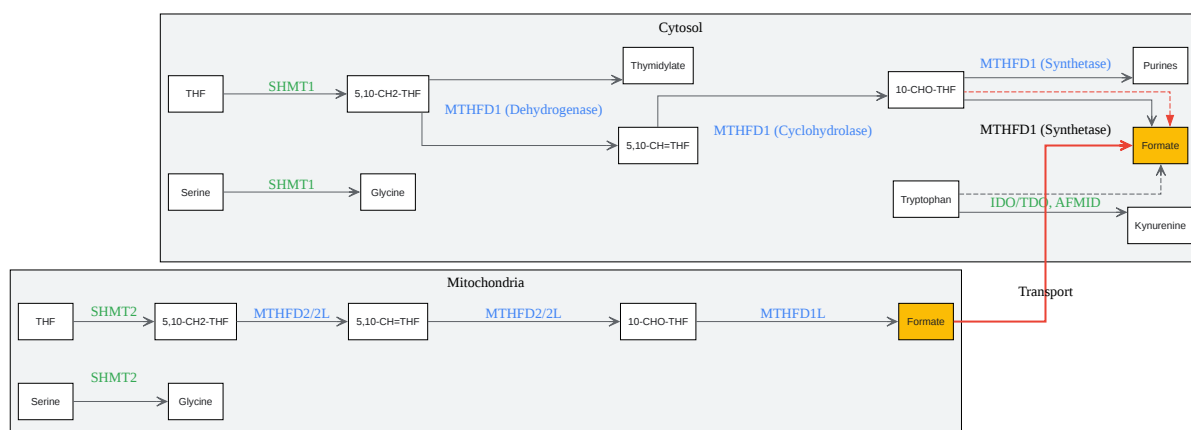 Cytosol
Thymidylate
MTHFD1 (Synthetase)
Purines
THF
SHMT1
5,10-CH2-THF
10-CHO-THF
MTHFD1 (Dehydrogenase)
MTHFD1 (Cyclohydrolase)
MTHFD1 (Synthetase)
5,10-CH=THF
Formate
Serine
SHMT1
Glycine
Tryptophan
IDO/TDO, AFMID
Kynurenine
Mitochondria
Transport
THF
SHMT2
5,10-CH2-THF
MTHFD2/2L
5,10-CH=THF
MTHFD2/2L
10-CHO-THF
MTHFD1L
Formate
SHMT2
Serine
Glycine